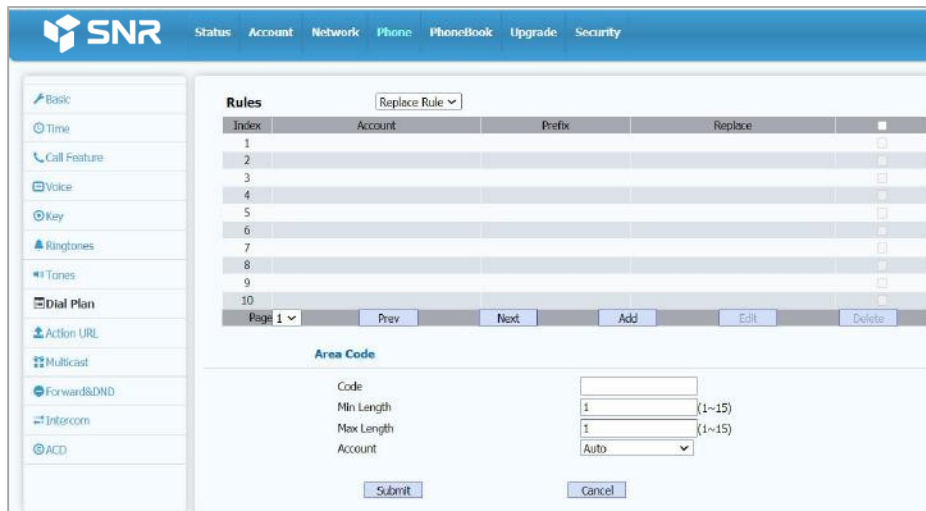 SNR
Status Account Network Phone PhoneBook Upgrade Security
Basic
Time
Call Feature
Voice
Key
Ringtones
Tones
Dial Plan
Action URL
Multicast
Forward&DND
Intercom
ACD
Rules Replace Rule
Index Account Prefix Replace
1
2
3
4
5
6
7
8
9
10
Page 1 Prev Next Add Edit Delete
Area Code
Code
Min Length 1 (1~15)
Max Length 1 (1~15)
Account Auto
Submit Cancel